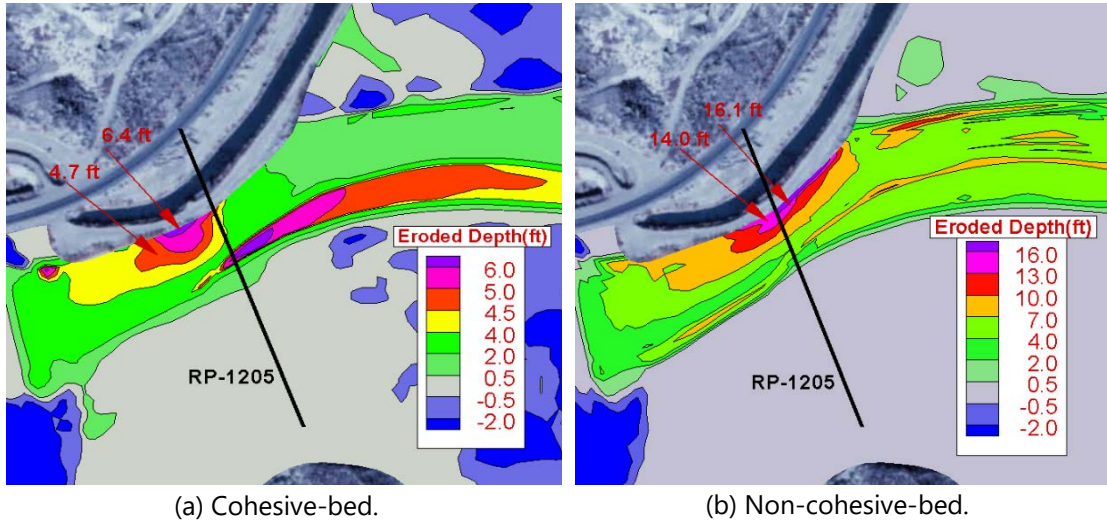 6.4 ft
4.7 ft
RP-1205
Eroded Depth(ft)
6.0
5.0
4.5
4.0
2.0
0.5
-0.5
-2.0
(a) Cohesive-bed.
16.1 ft
14.0 ft
RP-1205
Eroded Depth(ft)
16.0
13.0
10.0
7.0
4.0
2.0
0.5
-0.5
-2.0
(b) Non-cohesive-bed.